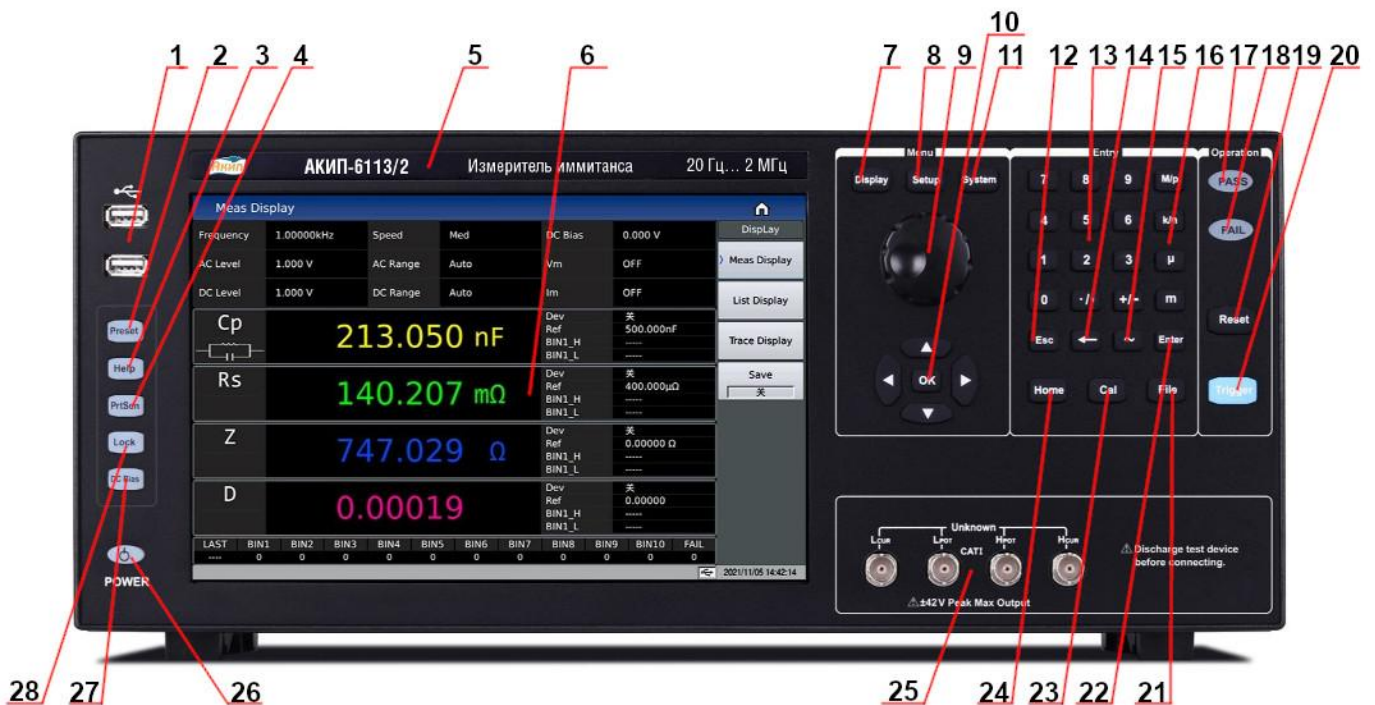 10
1 2 3 4 5 6 7 8 9 11 12 13 14 15 16 17 18 19 20
Menu Entry Operation
АКИП АКИП-6113/2 Измеритель иммитанса 20 Гц... 2 МГц
Display Setup System 7 8 9 M/p PASS
Meas Display
DispLay
Frequency 1.00000kHz Speed Med DC Bias 0.000 V
4 5 6 k/n FAIL
AC Level 1.000 V AC Range Auto Vm OFF
Meas Display
1 2 3 μ
DC Level 1.000 V DC Range Auto Im OFF
List Display
0 +/- m
Reset
Cp 213.050 nF
Dev 关
Ref 500.000nF
BIN1_H -----
BIN1_L -----
Trace Display
Esc ← ~ Enter
Preset
Help
PrtScn
Lock
DC Bias
Rs 140.207 mΩ
Dev 关
Ref 400.000μΩ
BIN1_H -----
BIN1_L -----
Save
关
OK
Home Cal File Trigger
Z 747.029 Ω
Dev 关
Ref 0.00000 Ω
BIN1_H -----
BIN1_L -----
D 0.00019
Dev 关
Ref 0.00000
BIN1_H -----
BIN1_L -----
LAST BIN1 BIN2 BIN3 BIN4 BIN5 BIN6 BIN7 BIN8 BIN9 BIN10 FAIL
---- 0 0 0 0 0 0 0 0 0 0 0
2021/11/05 14:42:14
POWER
Unknown
LCUR LPOT HPOT HCUR
CATI
⚠Discharge test device
before connecting.
⚠±42V Peak Max Output
28 27 26 25 24 23 22 21